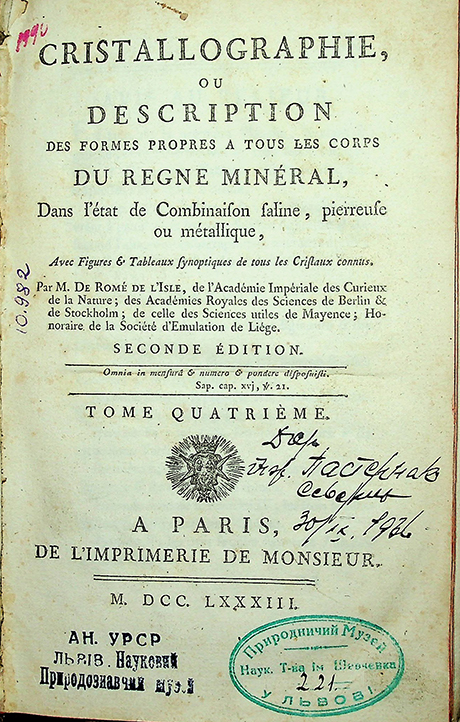 1990
CRISTALLOGRAPHIE,
OU
DESCRIPTION
DES FORMES PROPRES A TOUS LES CORPS
DU REGNE MINÉRAL,
Dans l'état de Combinaiſon ſaline, pierreuſe
ou métallique,
Avec Figures & Tableaux ſynoptiques de tous les Criſtaux connus.
Par M. DE ROMÉ DE L'ISLE, de l'Académie Impériale des Curieux
de la Nature; des Académies Royales des Sciences de Berlin &
de Stockholm; de celle des Sciences utiles de Mayence; Ho-
noraire de la Société d'Emulation de Liége.
10.982
SECONDE ÉDITION.
Omnia in menſurâ & numero & pondere diſpoſuiſti.
Sap. cap. xvj, ℣. 21.
TOME QUATRIÈME.
Дар
Пастернак
Северин
30/IX. 1936
A PARIS,
DE L'IMPRIMERIE DE MONSIEUR.
M. DCC. LXXXIII.
АН. УРСР
ЛЬВІВ. Науковий
Природознавчий музей
Природничий Музей
Наук. Т-ва ім Шевченка
221
У ЛЬВОВІ